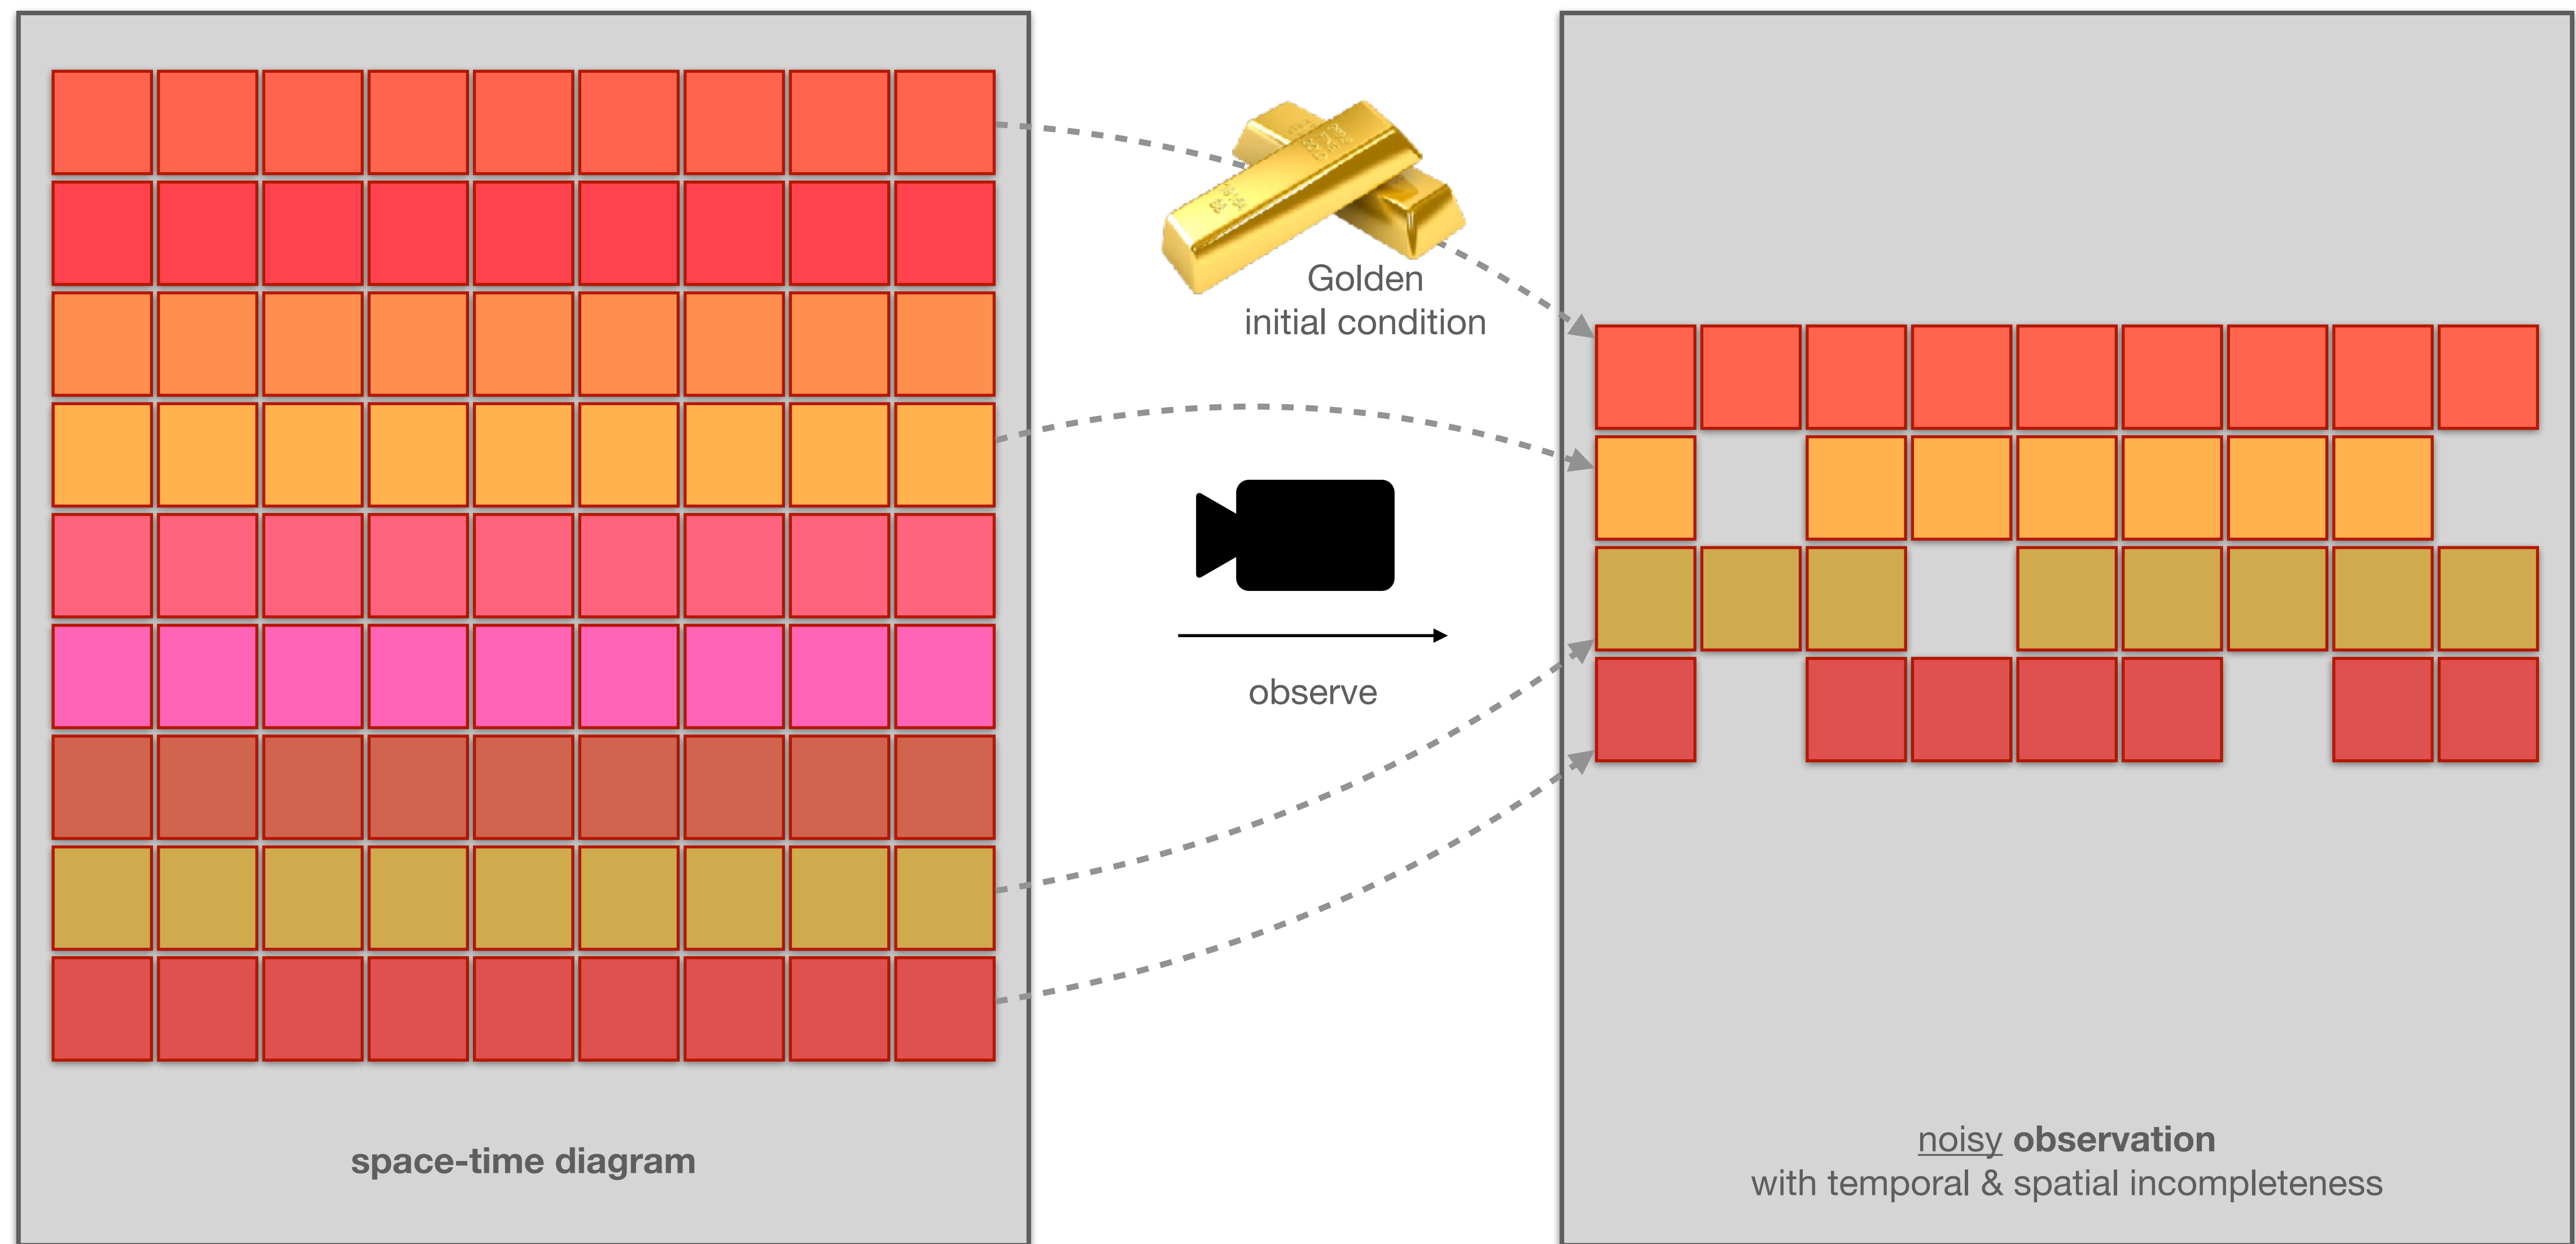 Golden
initial condition
observe
space-time diagram
noisy observation
with temporal & spatial incompleteness